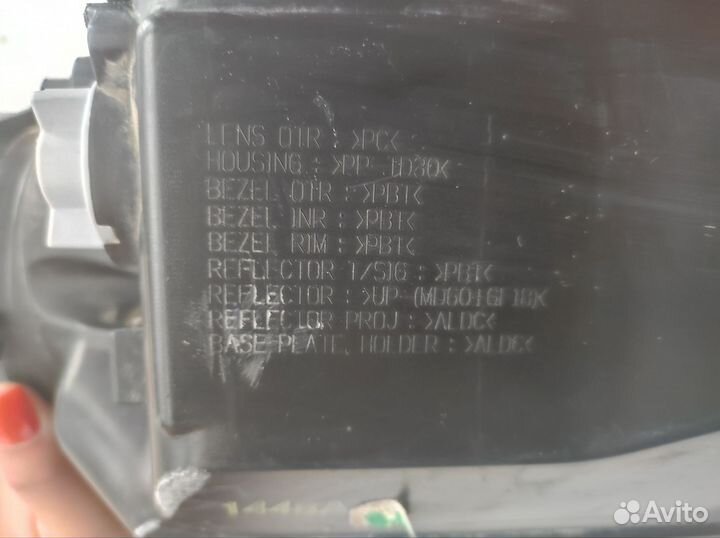 LENS OTR : >PC<
HOUSING : >PP-TD30<
BEZEL OTR : >PBT<
BEZEL INR : >PBT<
BEZEL RIM : >PBT<
REFLECTOR T/SIG : >PBT<
REFLECTOR : >UP-(MD60+GF10)<
REFLECTOR PROJ : >ALDC<
BASE PLATE, HOLDER : >ALDC<
Avito